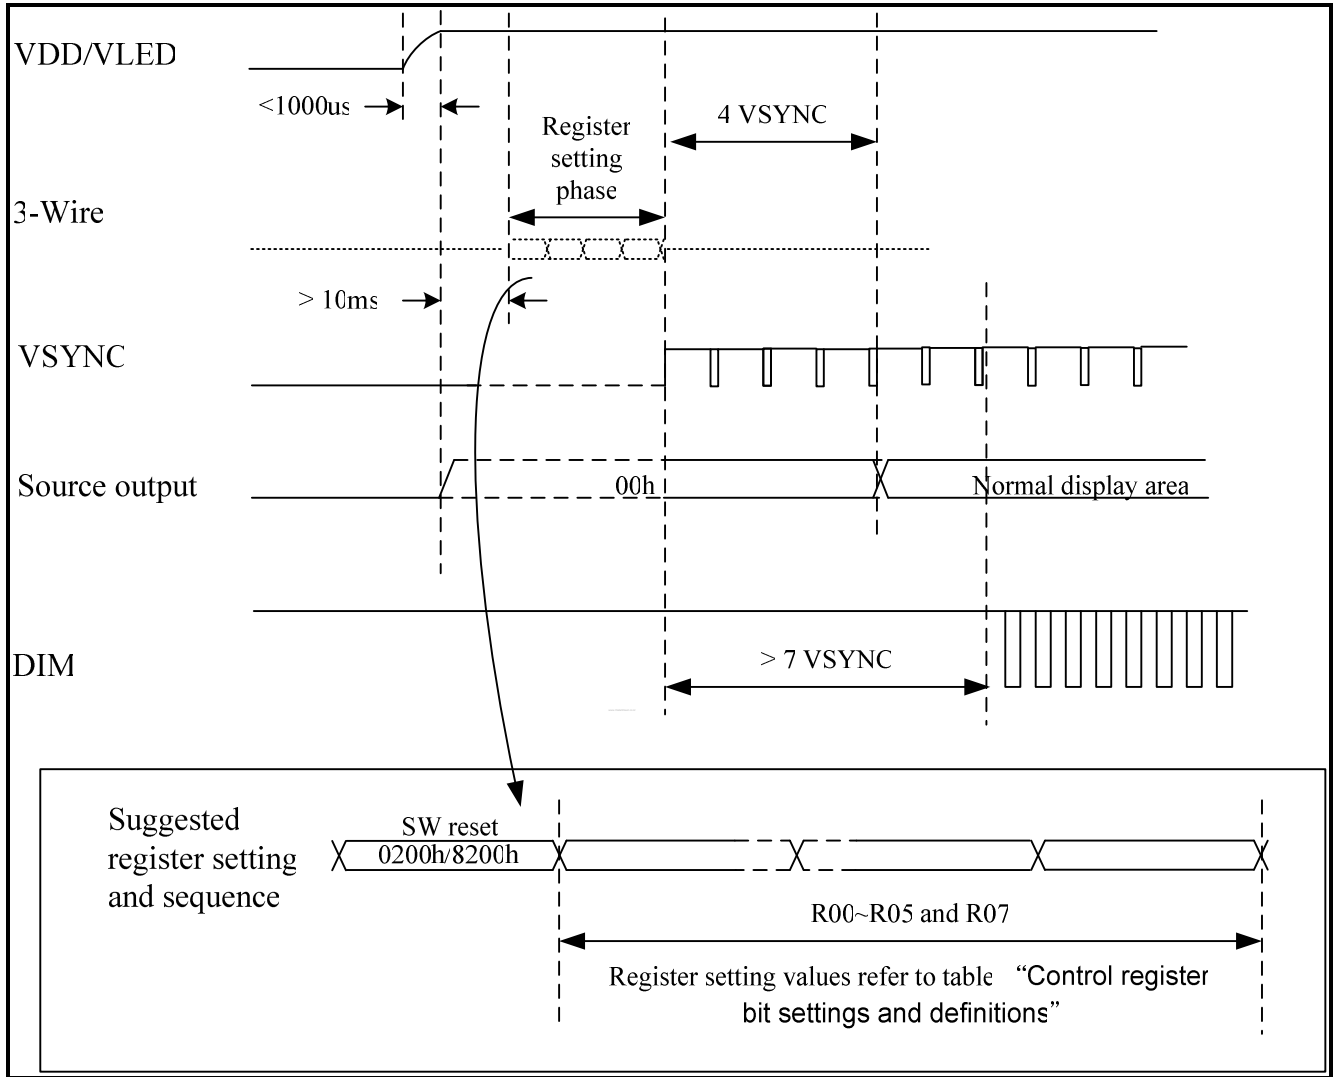 VDD/VLED
<1000us
4 VSYNC
Register
setting
phase
3-Wire
> 10ms
VSYNC
Source output
00h
Normal display area
DIM
> 7 VSYNC
Suggested
register setting
and sequence
SW reset
0200h/8200h
R00~R05 and R07
Register setting values refer to table “Control register
bit settings and definitions”